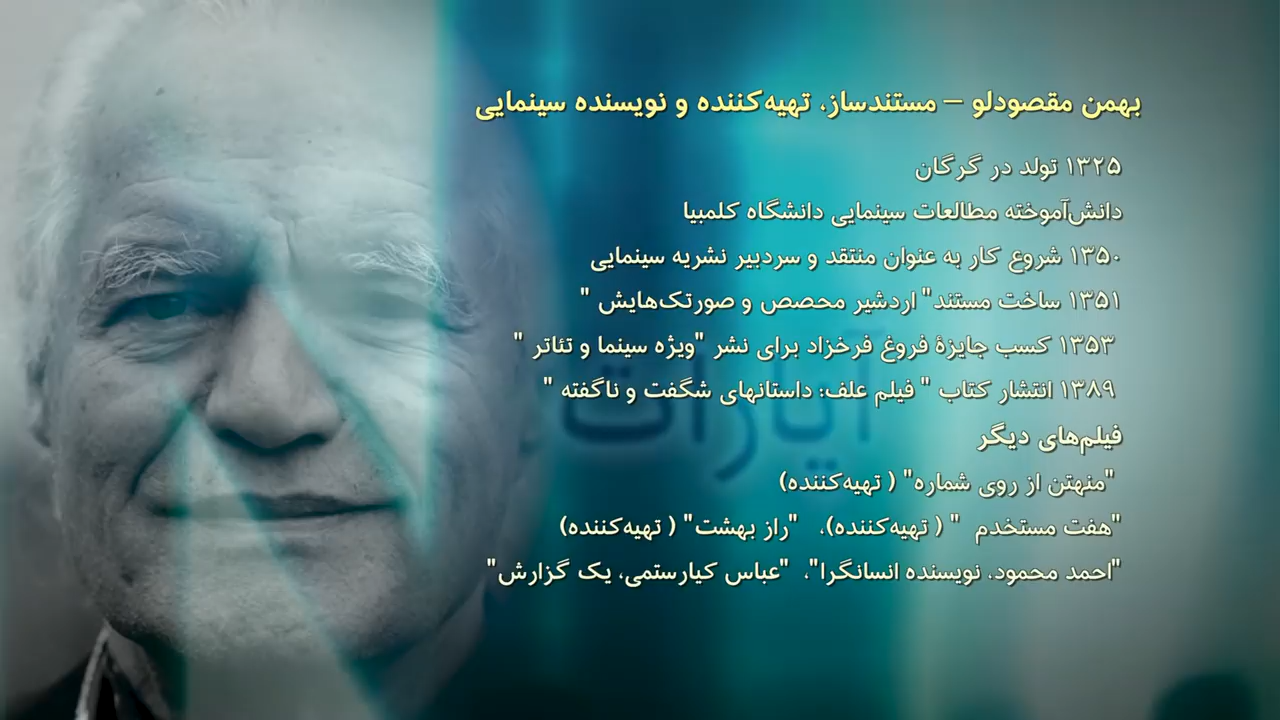 بهمن مقصودلو – مستندساز، تهیه‌کننده و نویسنده سینمایی
۱۳۲۵ تولد در گرگان
دانش‌آموخته مطالعات سینمایی دانشگاه کلمبیا
۱۳۵۰ شروع کار به عنوان منتقد و سردبیر نشریه سینمایی
۱۳۵۱ ساخت مستند" اردشیر محصص و صورتک‌هایش "
۱۳۵۳ کسب جایزهٔ فروغ فرخزاد برای نشر "ویژه سینما و تئاتر "
۱۳۸۹ انتشار کتاب " فیلم علف: داستانهای شگفت و ناگفته "
آپارات
فیلم‌های دیگر
"منهتن از روی شماره" ( تهیه‌کننده)
"هفت مستخدم " ( تهیه‌کننده)، "راز بهشت" ( تهیه‌کننده)
"احمد محمود، نویسنده انسانگرا"، "عباس کیارستمی، یک گزارش"